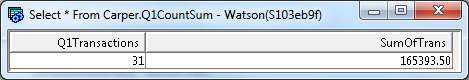 Select * From Carper.Q1CountSum - Watson(S103eb9f)
Q1Transactions SumOfTrans
31 165393.50